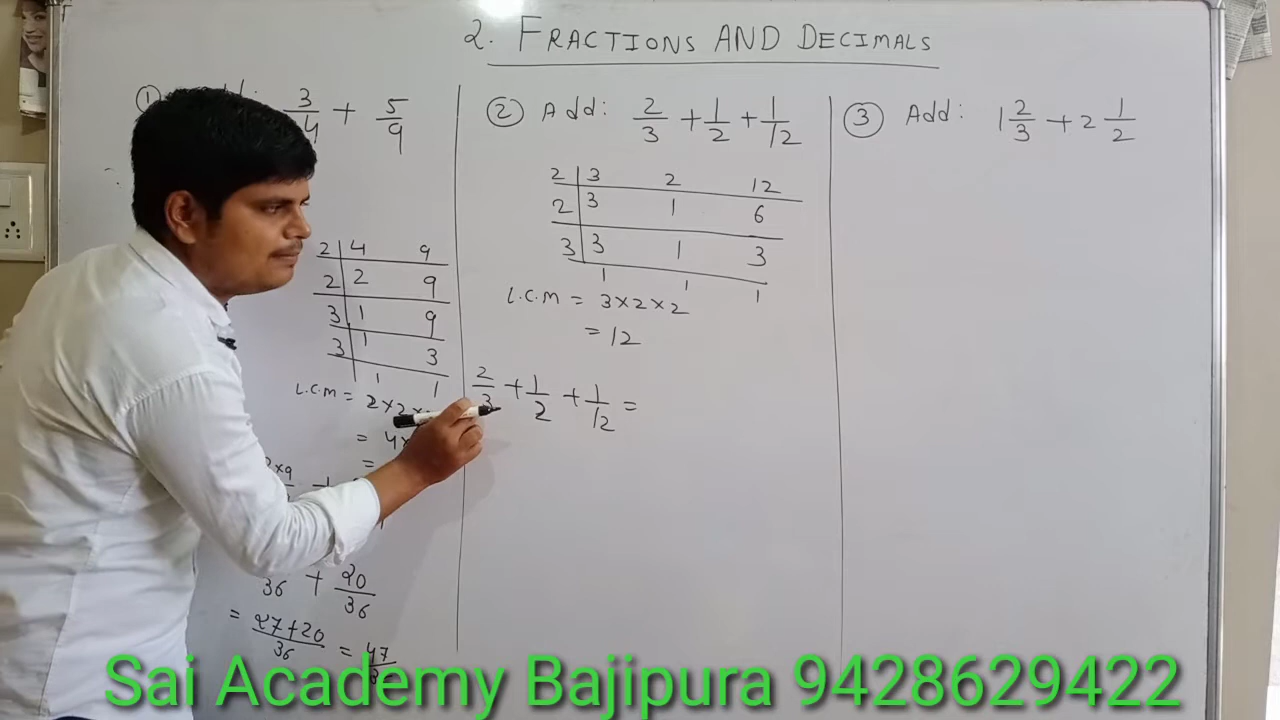 2. FRACTIONS AND DECIMALS
① 3/4 + 5/9
2 | 4 9
2 | 2 9
3 | 1 9
3 | 1 3
1 1
L.C.M = 2×2×
= 4×
=
×9
36 + 20/36
= 27+20/36 = 47/3
② Add: 2/3 + 1/2 + 1/12
2 | 3 2 12
2 | 3 1 6
3 | 3 1 3
1 1 1
L.C.M = 3×2×2
= 12
2/3 + 1/2 + 1/12 =
③ Add: 1 2/3 + 2 1/2
Sai Academy Bajipura 9428629422